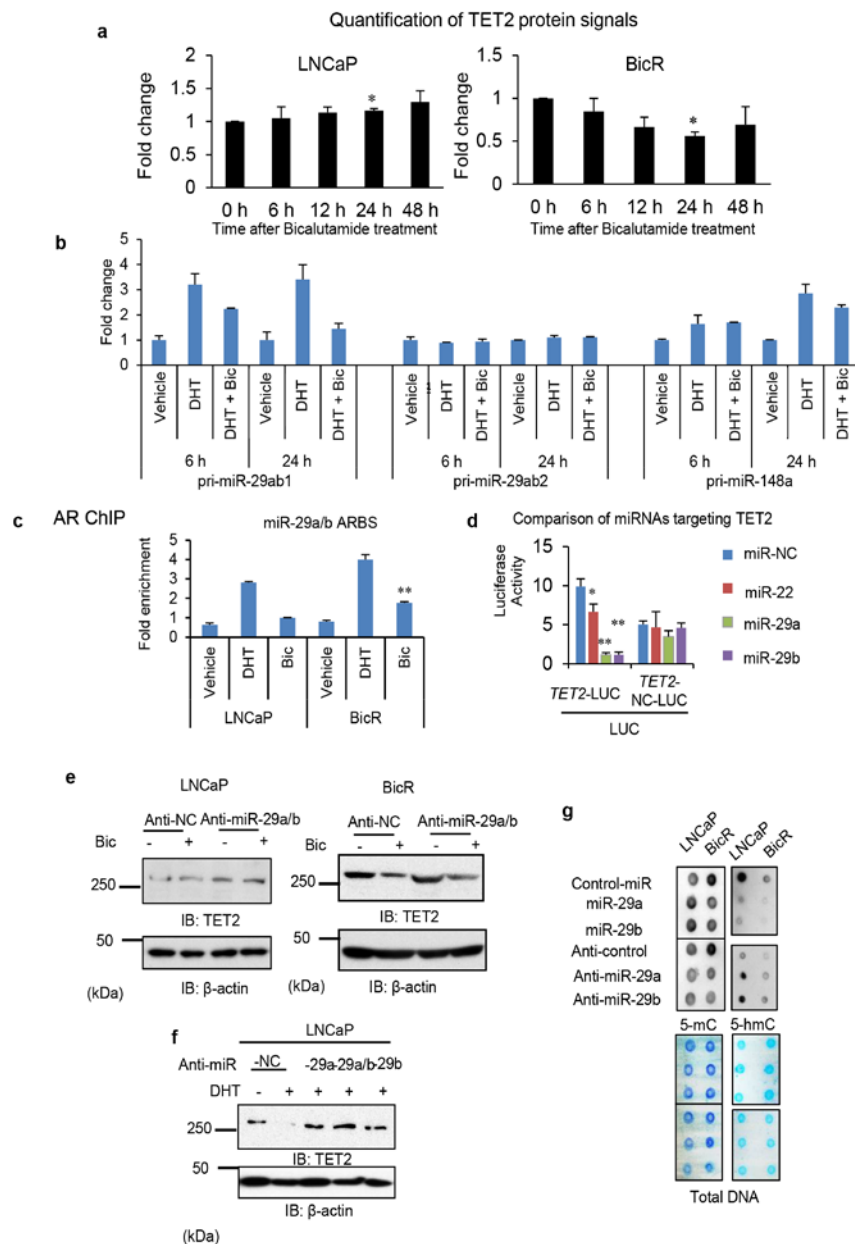 Quantification of TET2 protein signals
a
LNCaP
BicR
Fold change
2
1.5
1
0.5
0
*
0 h 6 h 12 h 24 h 48 h
Time after Bicalutamide treatment
Fold change
1.5
1
0.5
0
*
0 h 6 h 12 h 24 h 48 h
Time after Bicalutamide treatment
b
Fold change
5
4
3
2
1
0
Vehicle DHT DHT + Bic Vehicle DHT DHT + Bic Vehicle DHT DHT + Bic Vehicle DHT DHT + Bic Vehicle DHT DHT + Bic Vehicle DHT DHT + Bic
6 h 24 h 6 h 24 h 6 h 24 h
pri-miR-29ab1 pri-miR-29ab2 pri-miR-148a
c AR ChIP
miR-29a/b ARBS
Fold enrichment
5
4
3
2
1
0
**
Vehicle DHT Bic Vehicle DHT Bic
LNCaP BicR
d Comparison of miRNAs targeting TET2
Luciferase
Activity
15
10
5
0
*
**
**
miR-NC
miR-22
miR-29a
miR-29b
TET2-LUC TET2-
NC-LUC
LUC
e
LNCaP
Anti-NC Anti-miR-29a/b
Bic - + - +
250
IB: TET2
50
(kDa) IB: β-actin
BicR
Anti-NC Anti-miR-29a/b
- + - +
250
IB: TET2
50
(kDa) IB: β-actin
f
LNCaP
Anti-miR -NC -29a -29a/b -29b
DHT - + + + +
250
IB: TET2
50
IB: β-actin
(kDa)
g
LNCaP BicR LNCaP BicR
Control-miR
miR-29a
miR-29b
Anti-control
Anti-miR-29a
Anti-miR-29b
5-mC 5-hmC
Total DNA